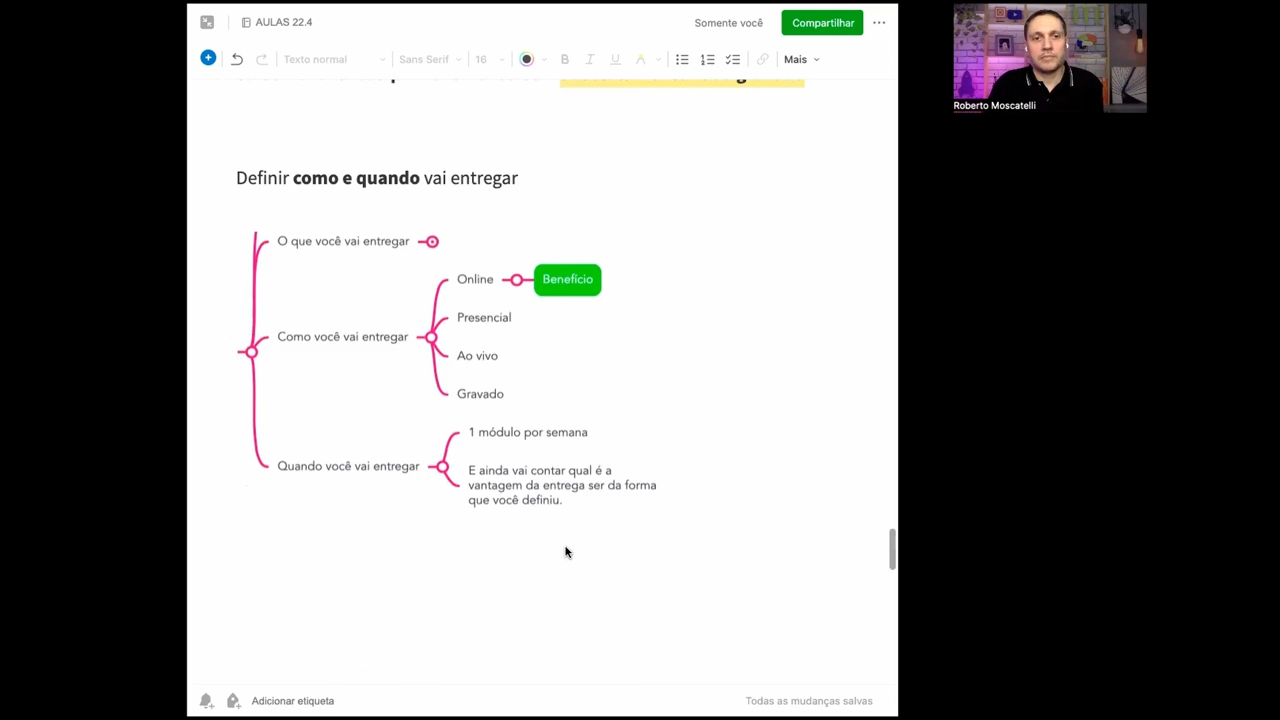 AULAS 22.4
Somente você
Compartilhar
Texto normal
Sans Serif
16
B
I
U
A
Mais
Definir como e quando vai entregar
O que você vai entregar
Online
Benefício
Presencial
Como você vai entregar
Ao vivo
Gravado
1 módulo por semana
Quando você vai entregar
E ainda vai contar qual é a
vantagem da entrega ser da forma
que você definiu.
Adicionar etiqueta
Todas as mudanças salvas
Roberto Moscatelli